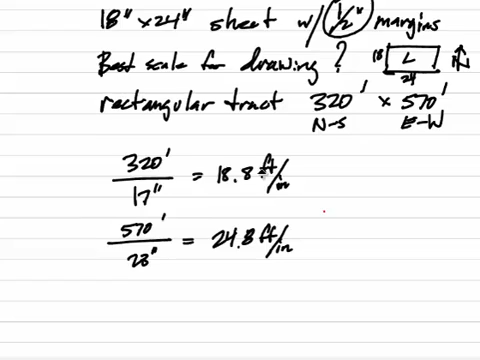 18" x 24" sheet w/ 1/2" margins
Best scale for drawing? 18 L 24 N
rectangular tract 320' x 570'
N-S E-W
320' / 17" = 18.8 ft/in
570' / 23" = 24.8 ft/in